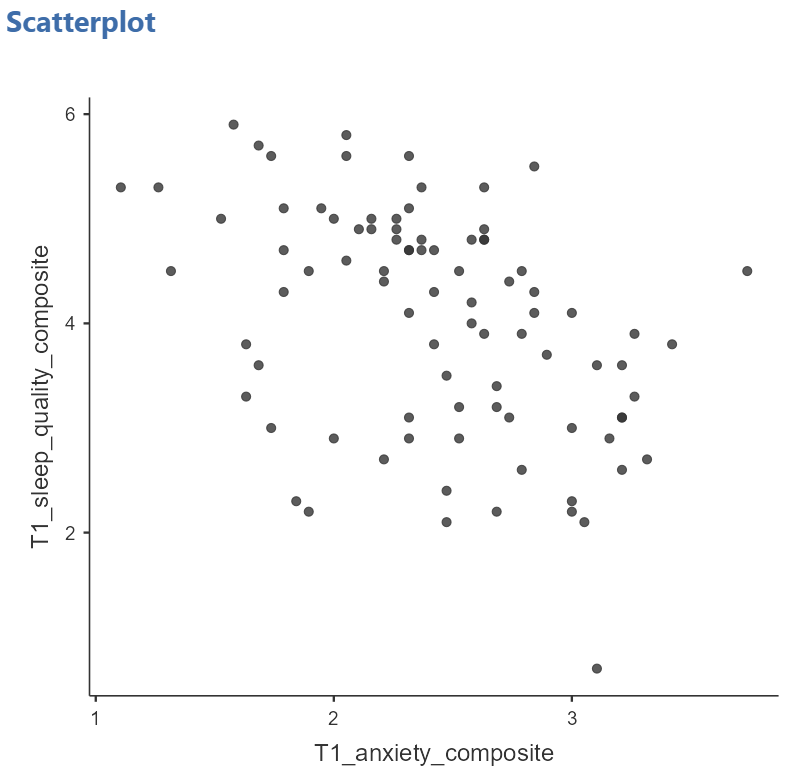 Scatterplot
6
4
2
T1_sleep_quality_composite
1 2 3
T1_anxiety_composite